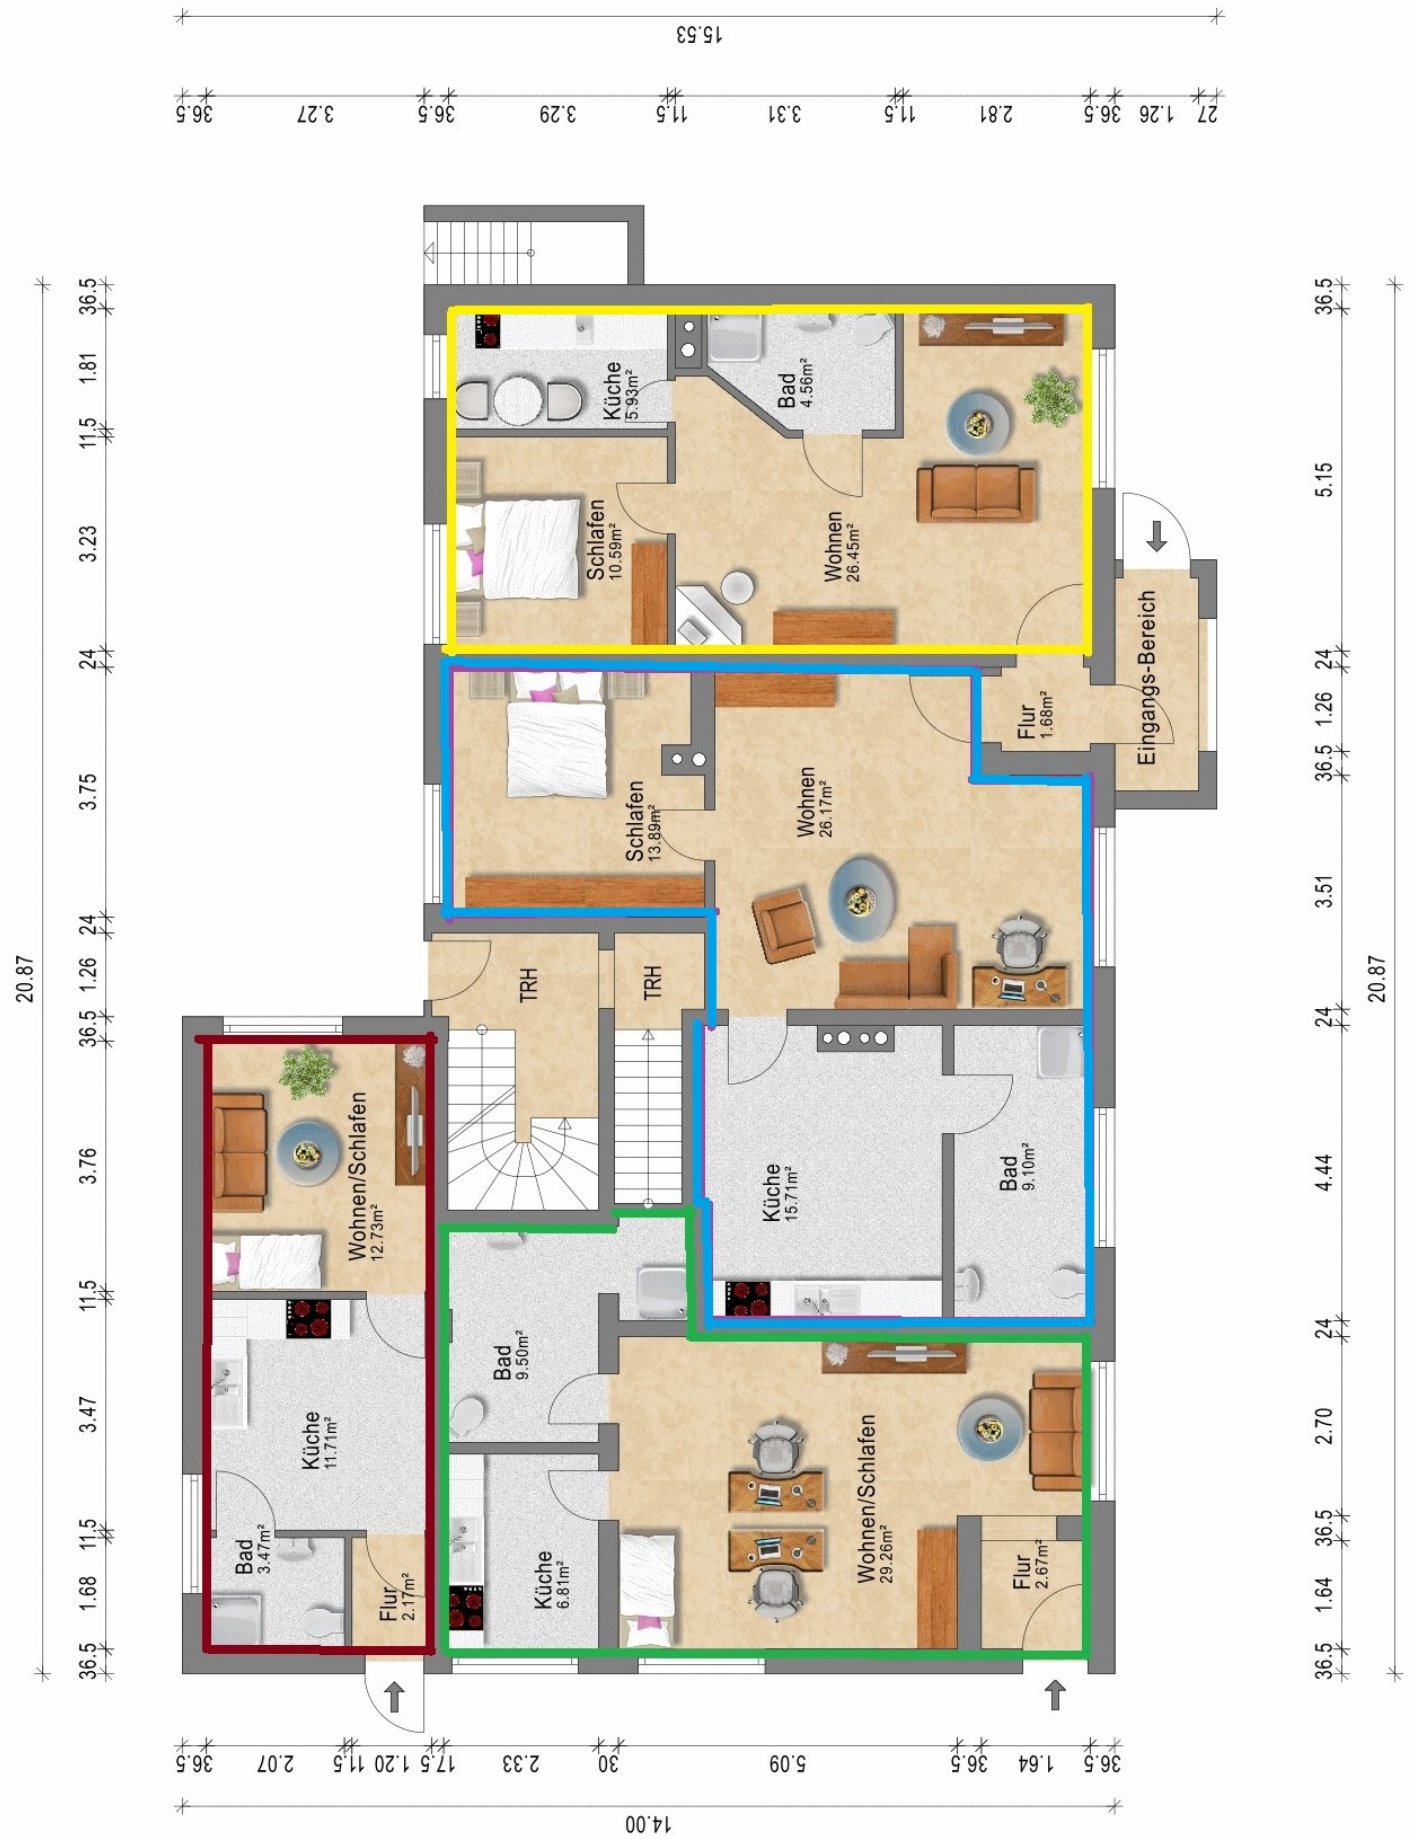 15.53
36.5
3.27
36.5
36.5
3.29
11.5
3.31
11.5
2.81
36.5
1.26
27
20.87
36.5
1.81
11.5
3.23
24
3.75
24
1.26
36.5
3.76
11.5
3.47
11.5
1.68
36.5
Küche
5.93m²
Bad
4.56m²
Schlafen
10.59m²
Wohnen
26.45m²
Eingangs-Bereich
Flur
1.68m²
Schlafen
13.89m²
Wohnen
26.17m²
TRH
TRH
Wohnen/Schlafen
12.73m²
Küche
15.71m²
Bad
9.10m²
Bad
9.50m²
Küche
11.71m²
Wohnen/Schlafen
29.26m²
Bad
3.47m²
Flur
2.17m²
Küche
6.81m²
Flur
2.67m²
36.5
5.15
24
1.26
36.5
3.51
24
4.44
24
2.70
36.5
1.64
36.5
20.87
36.5
2.07
11.5
1.20
17.5
2.33
30
5.09
36.5
1.64
36.5
14.00